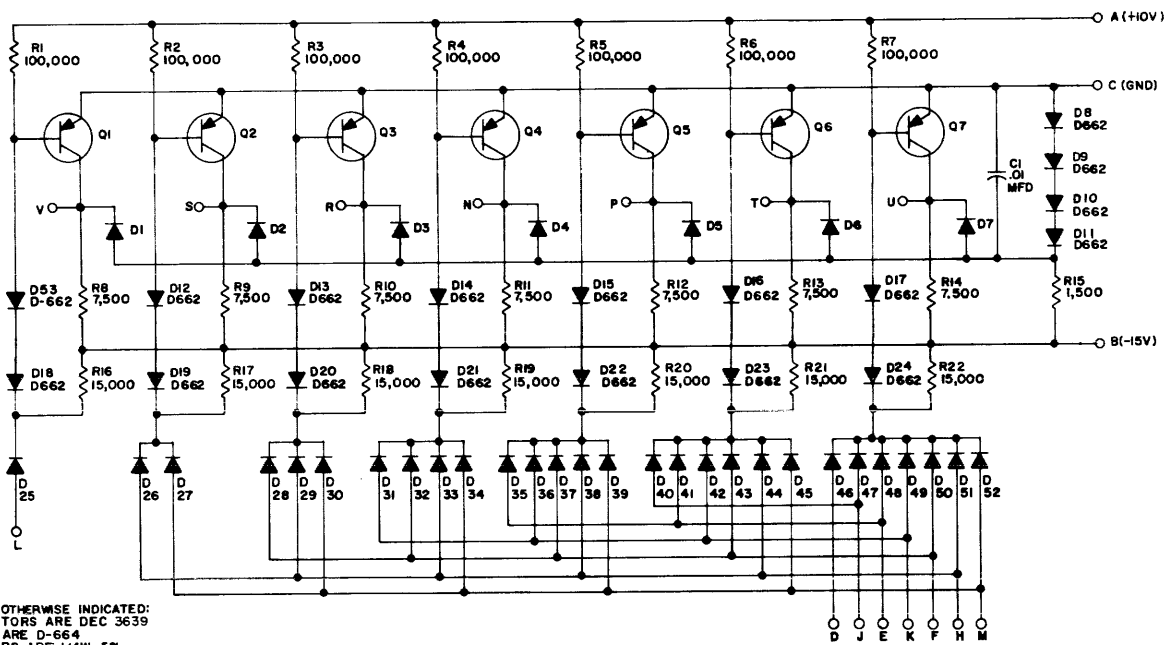 A (+10V)
R1 100,000
R2 100,000
R3 100,000
R4 100,000
R5 100,000
R6 100,000
R7 100,000
C (GND)
Q1
Q2
Q3
Q4
Q5
Q6
Q7
C1 .01 MFD
D8 D662
D9 D662
D10 D662
D11 D662
V
S
R
N
P
T
U
D1
D2
D3
D4
D5
D6
D7
D53 D-662
R8 7,500
D12 D662
R9 7,500
D13 D662
R10 7,500
D14 D662
R11 7,500
D15 D662
R12 7,500
D16 D662
R13 7,500
D17 D662
R14 7,500
R15 1,500
B(-15V)
D18 D662
R16 15,000
D19 D662
R17 15,000
D20 D662
R18 15,000
D21 D662
R19 15,000
D22 D662
R20 15,000
D23 D662
R21 15,000
D24 D662
R22 15,000
D 25
D 26
D 27
D 28
D 29
D 30
D 31
D 32
D 33
D 34
D 35
D 36
D 37
D 38
D 39
D 40
D 41
D 42
D 43
D 44
D 45
D 46
D 47
D 48
D 49
D 50
D 51
D 52
L
OTHERWISE INDICATED:
TORS ARE DEC 3639
ARE D-664
D J E K F H M